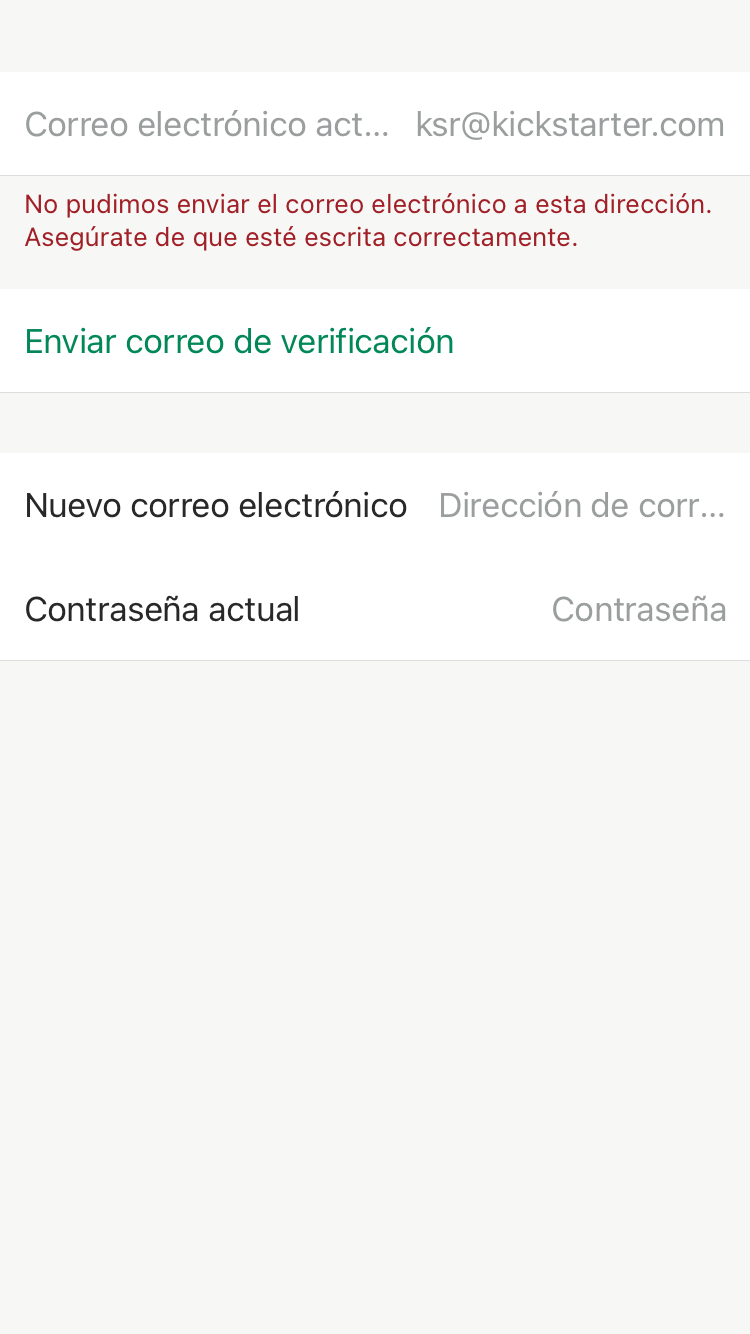 Correo electrónico act... ksr@kickstarter.com
No pudimos enviar el correo electrónico a esta dirección.
Asegúrate de que esté escrita correctamente.
Enviar correo de verificación
Nuevo correo electrónico Dirección de corr...
Contraseña actual Contraseña